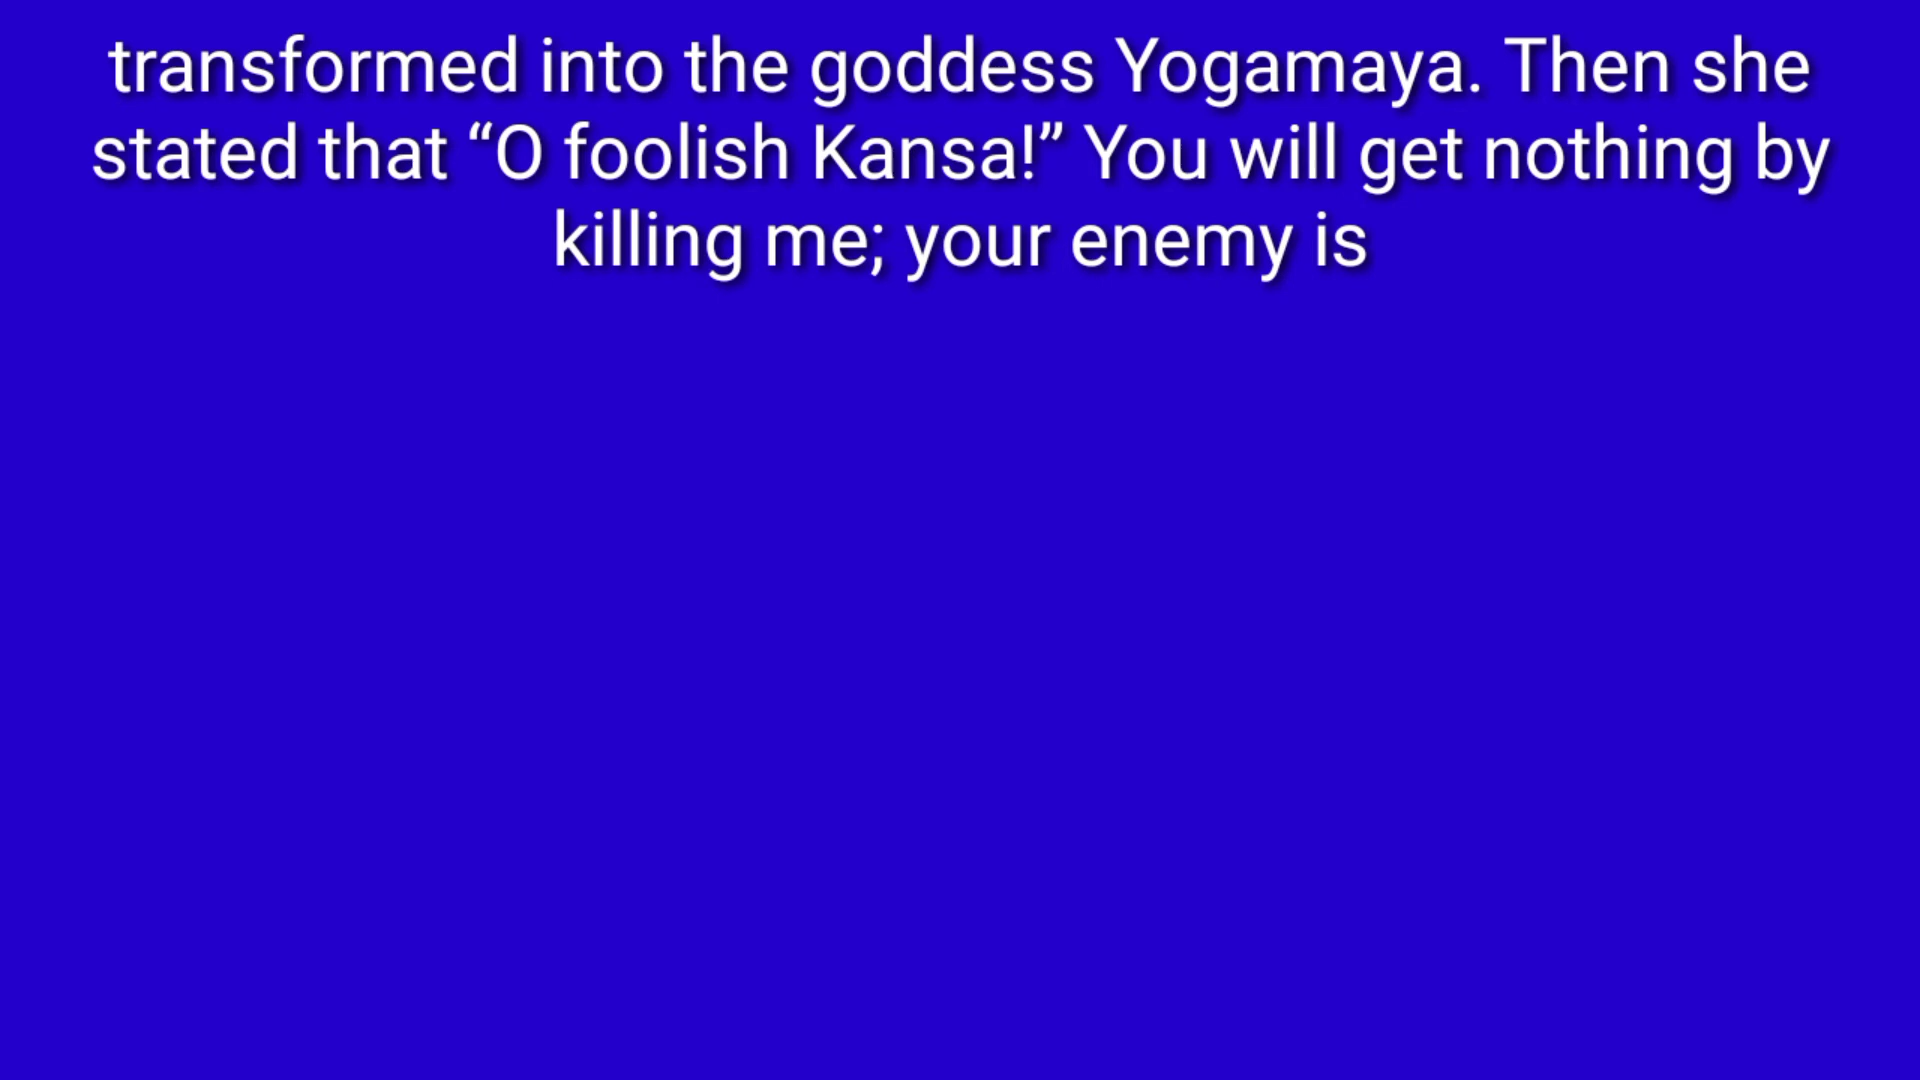 transformed into the goddess Yogamaya. Then she
stated that “O foolish Kansa!” You will get nothing by
killing me; your enemy is